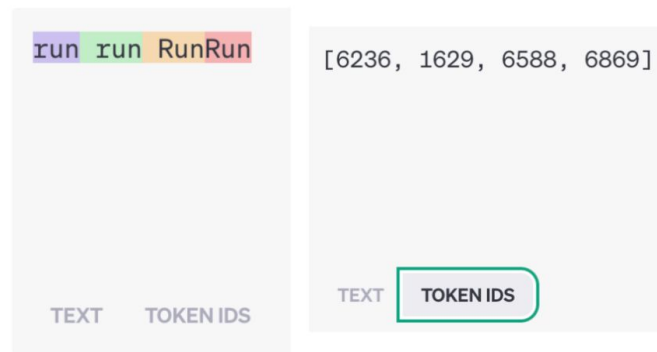 run run RunRun
TEXT TOKEN IDS
[6236, 1629, 6588, 6869]
TEXT TOKEN IDS